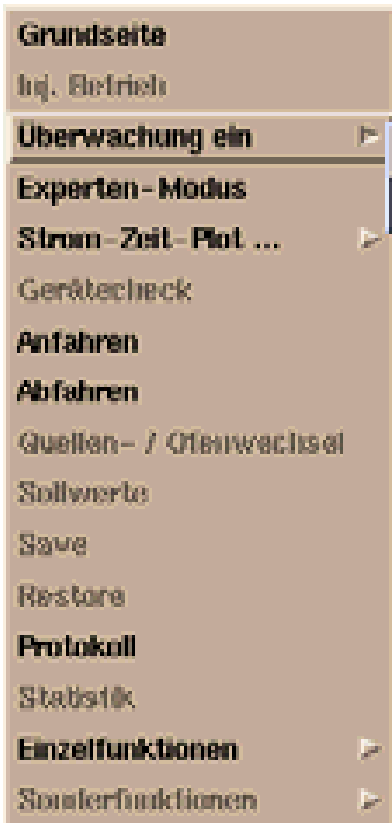 Grundseite
Inj. Betrieb
Überwachung ein
Experten-Modus
Strom-Zeit-Plot ...
Gerätecheck
Anfahren
Abfahren
Quellen- / Ofenwechsel
Sollwerte
Save
Restore
Protokoll
Statistik
Einzelfunktionen
Sonderfunktionen